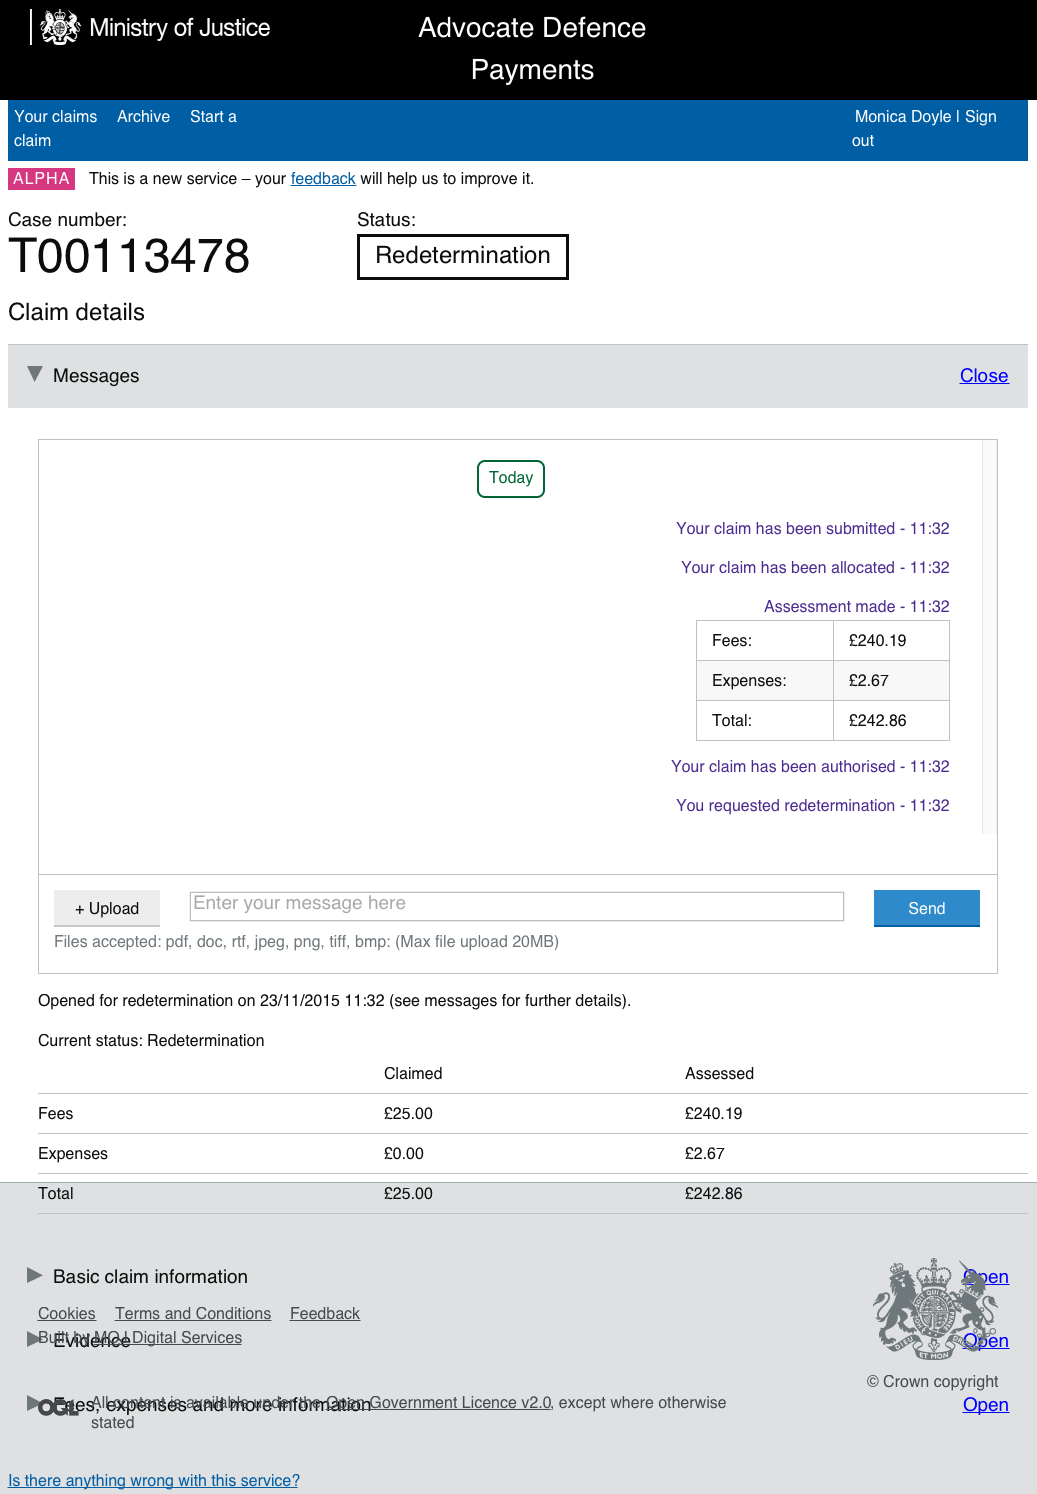 Ministry of Justice
Advocate Defence
Payments
Your claims Archive Start a
claim
Monica Doyle | Sign
out
ALPHA This is a new service – your feedback will help us to improve it.
Case number:
T00113478
Status:
Redetermination
Claim details
Messages
Close
Today
Your claim has been submitted - 11:32
Your claim has been allocated - 11:32
Assessment made - 11:32
Fees: £240.19
Expenses: £2.67
Total: £242.86
Your claim has been authorised - 11:32
You requested redetermination - 11:32
+ Upload
Enter your message here
Send
Files accepted: pdf, doc, rtf, jpeg, png, tiff, bmp: (Max file upload 20MB)
Opened for redetermination on 23/11/2015 11:32 (see messages for further details).
Current status: Redetermination
Claimed Assessed
Fees £25.00 £240.19
Expenses £0.00 £2.67
Total £25.00 £242.86
Basic claim information
Open
Cookies Terms and Conditions Feedback
Built by MOJ Digital Services
Evidence
Open
© Crown copyright
OGL
All content is available under the Open Government Licence v2.0, except where otherwise
stated
Fees, expenses and more information
Open
Is there anything wrong with this service?